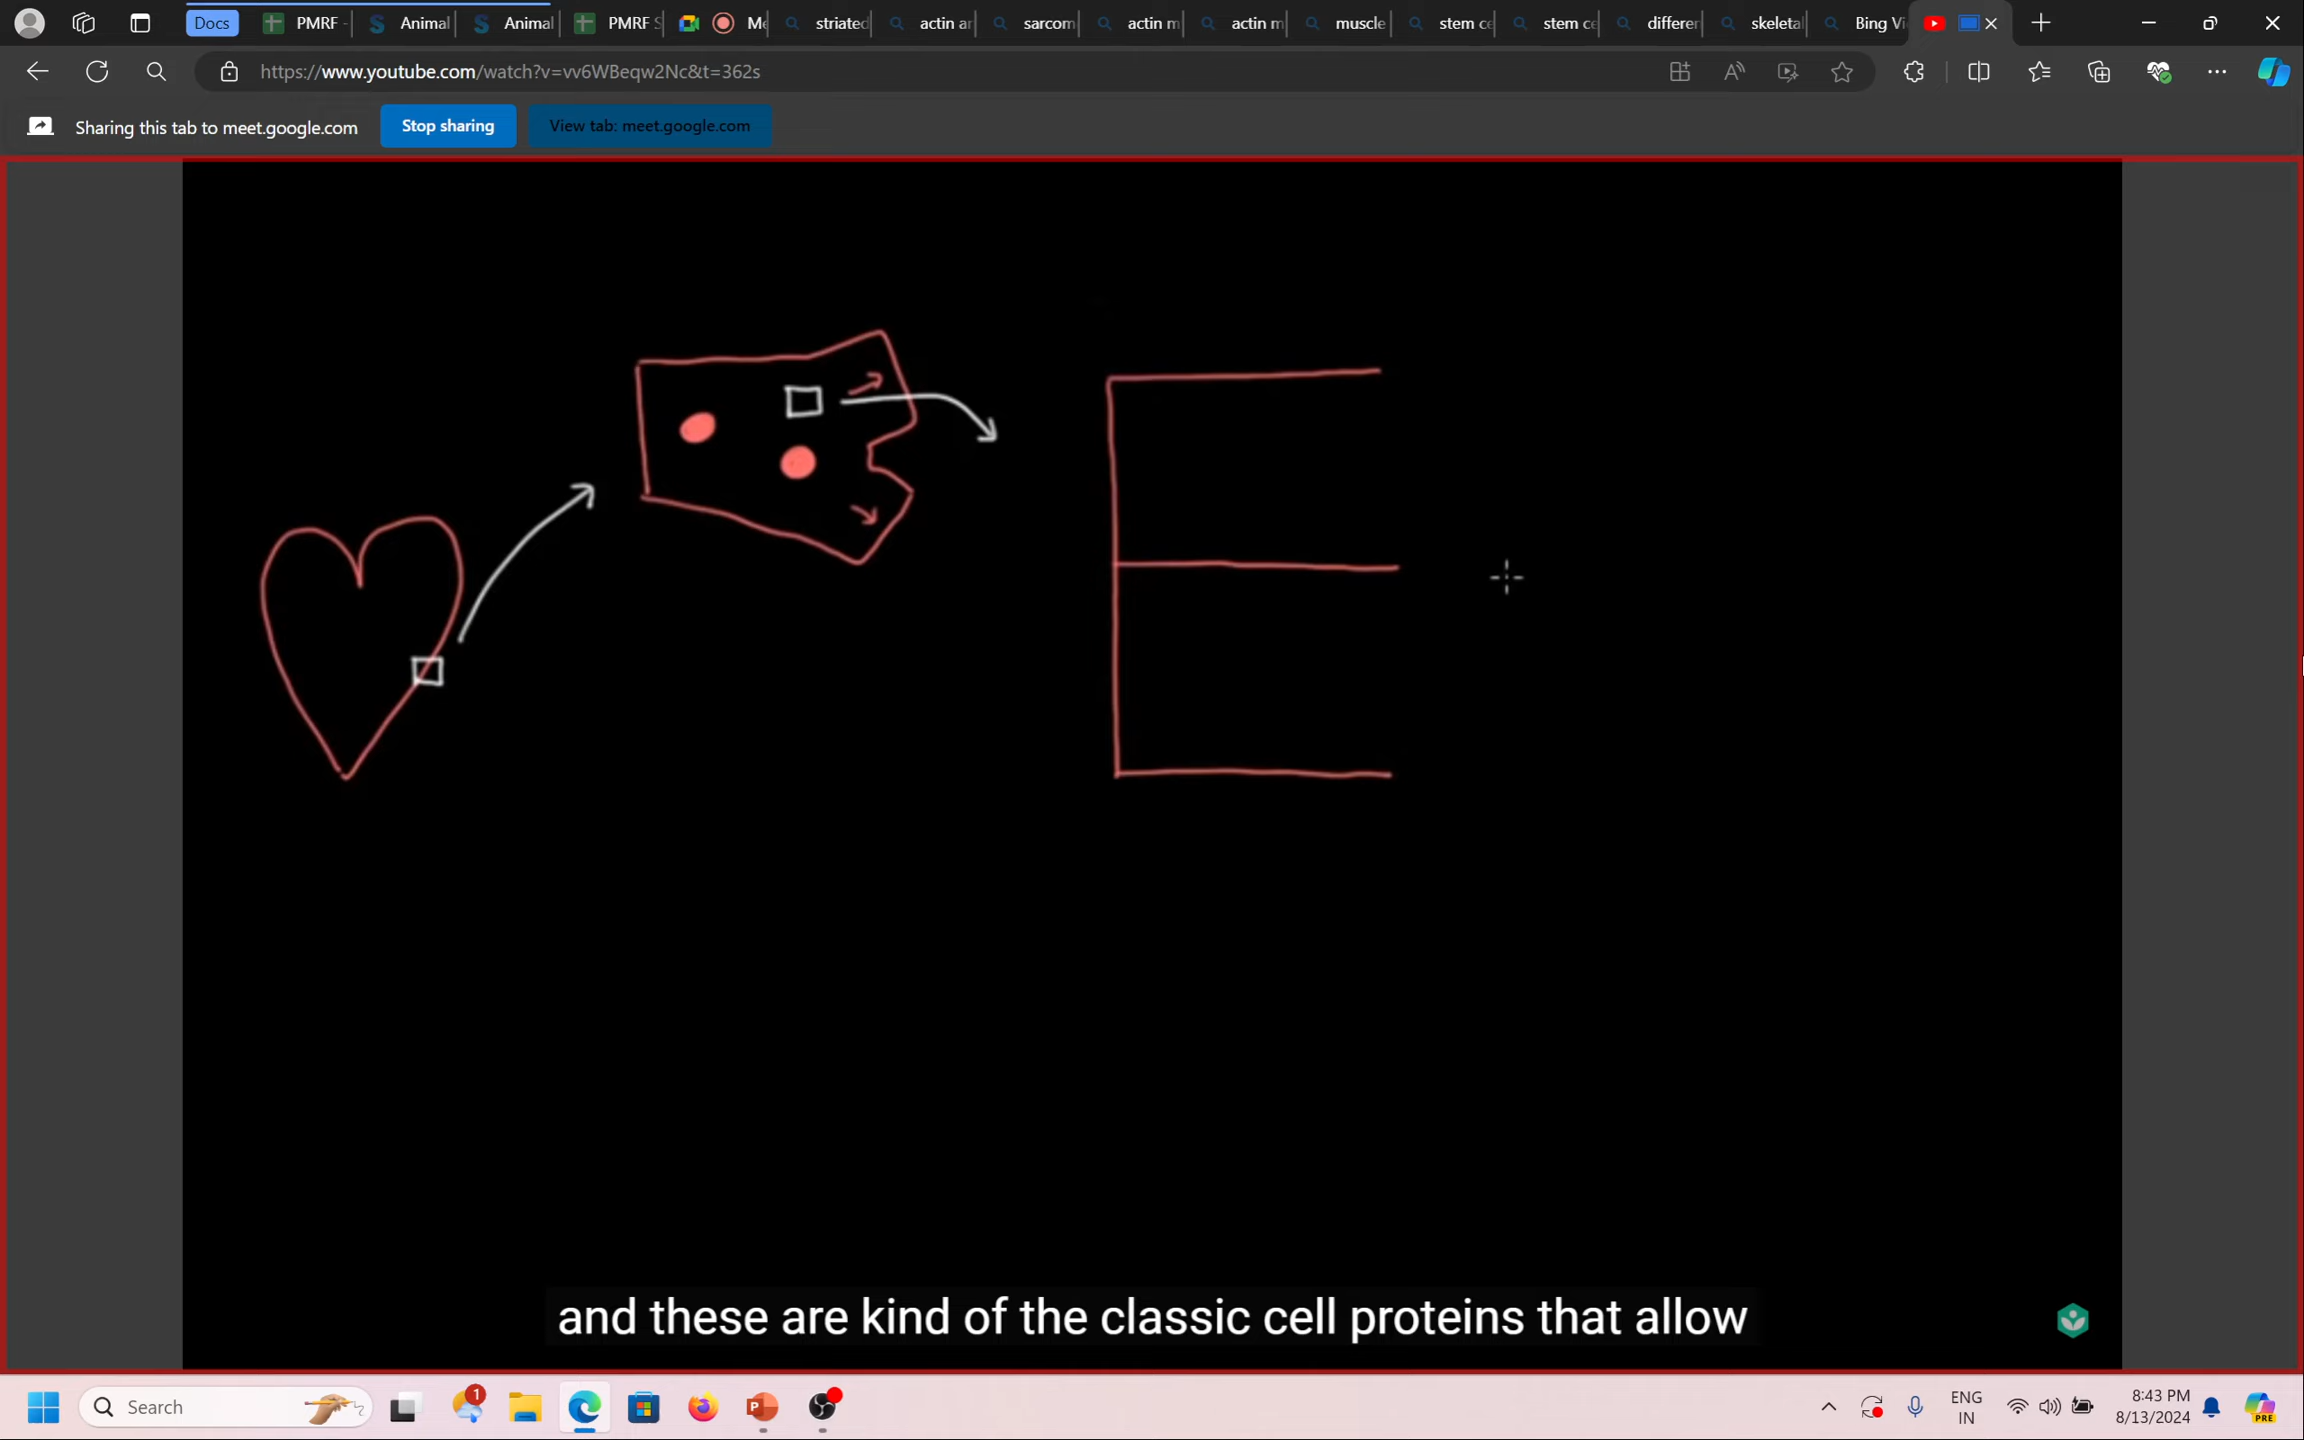 Docs
PMRF -
Animal
Animal
PMRF S
Me
striated
actin ar
sarcom
actin m
actin m
muscle
stem ce
stem ce
differer
skeletal
Bing Vi
https://www.youtube.com/watch?v=vv6WBeqw2Nc&t=362s
Sharing this tab to meet.google.com
Stop sharing
View tab: meet.google.com
and these are kind of the classic cell proteins that allow
Search
1
ENG
IN
8:43 PM
8/13/2024
PRE